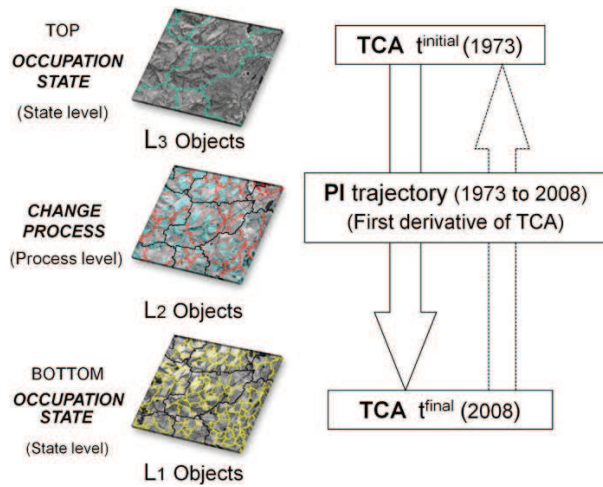 TOP
OCCUPATION
STATE
(State level)
L3 Objects
TCA tinitial (1973)
CHANGE
PROCESS
(Process level)
L2 Objects
PI trajectory (1973 to 2008)
(First derivative of TCA)
BOTTOM
OCCUPATION
STATE
(State level)
L1 Objects
TCA tfinal (2008)